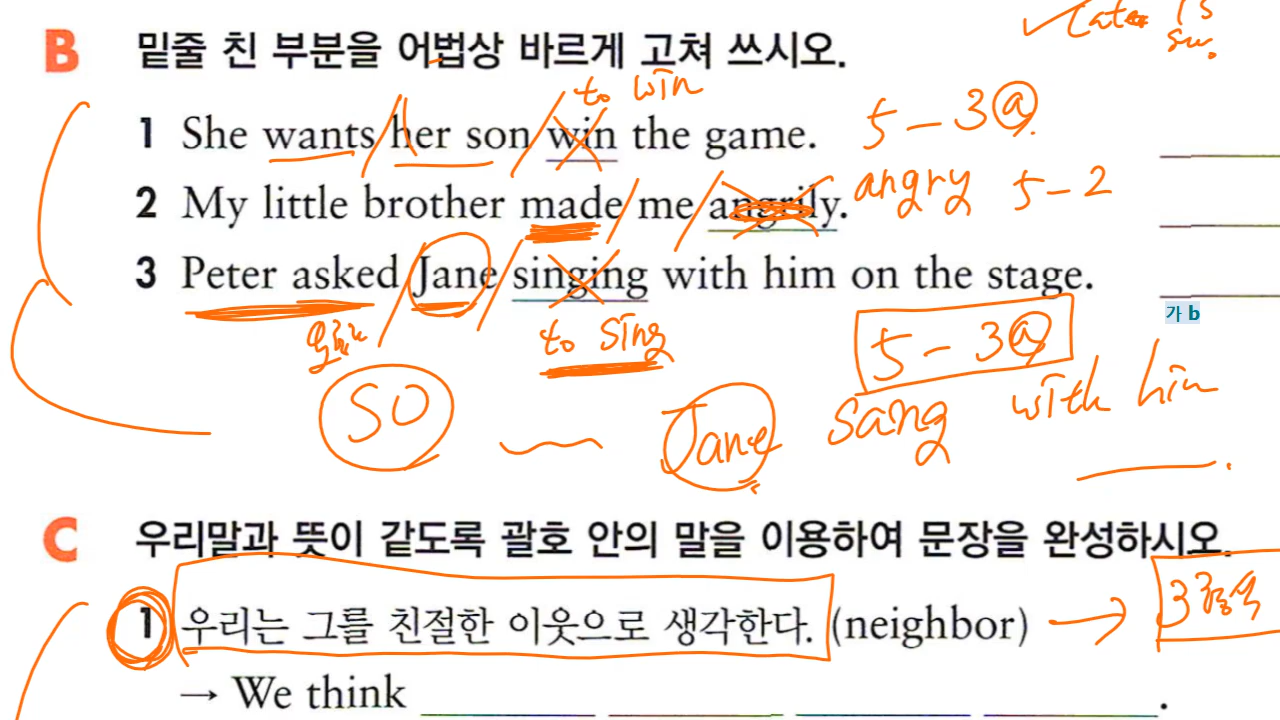 B 밑줄 친 부분을 어법상 바르게 고쳐 쓰시오.
to win
1 She wants her son win the game. 5-3ⓐ
2 My little brother made me angrily. angry 5-2
3 Peter asked Jane singing with him on the stage.
가 b
to sing 5-3ⓐ
SO Jane sang with him
C 우리말과 뜻이 같도록 괄호 안의 말을 이용하여 문장을 완성하시오.
1 우리는 그를 친절한 이웃으로 생각한다. (neighbor) →
→ We think .